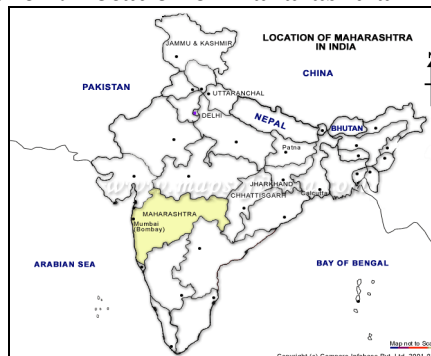 LOCATION OF MAHARASHTRA
IN INDIA
JAMMU & KASHMIR
CHINA
PAKISTAN
UTTARANCHAL
DELHI
NEPAL
BHUTAN
Patna
JHARKHAND
CHHATTISGARH
Calcutta
MAHARASHTRA
Mumbai
(Bombay)
ARABIAN SEA
BAY OF BENGAL
Map not to